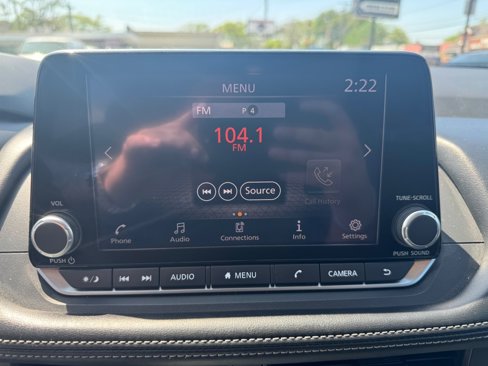 MENU
2:22
FM P 4
104.1
FM
Source
Call History
Phone Audio Connections Info Settings
VOL
PUSH
TUNE·SCROLL
PUSH SOUND
AUDIO MENU CAMERA